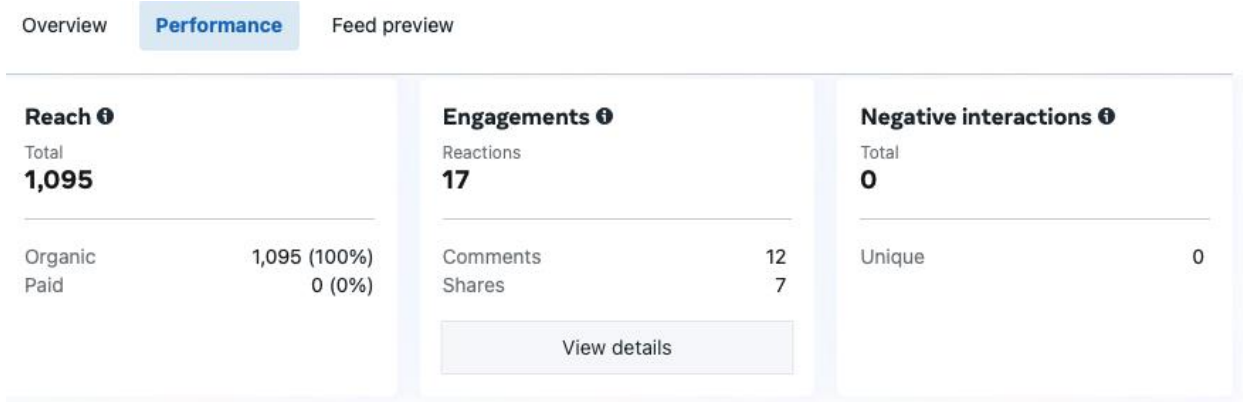 Overview Performance Feed preview
Reach
Total
1,095
Organic 1,095 (100%)
Paid 0 (0%)
Engagements
Reactions
17
Comments 12
Shares 7
View details
Negative interactions
Total
0
Unique 0